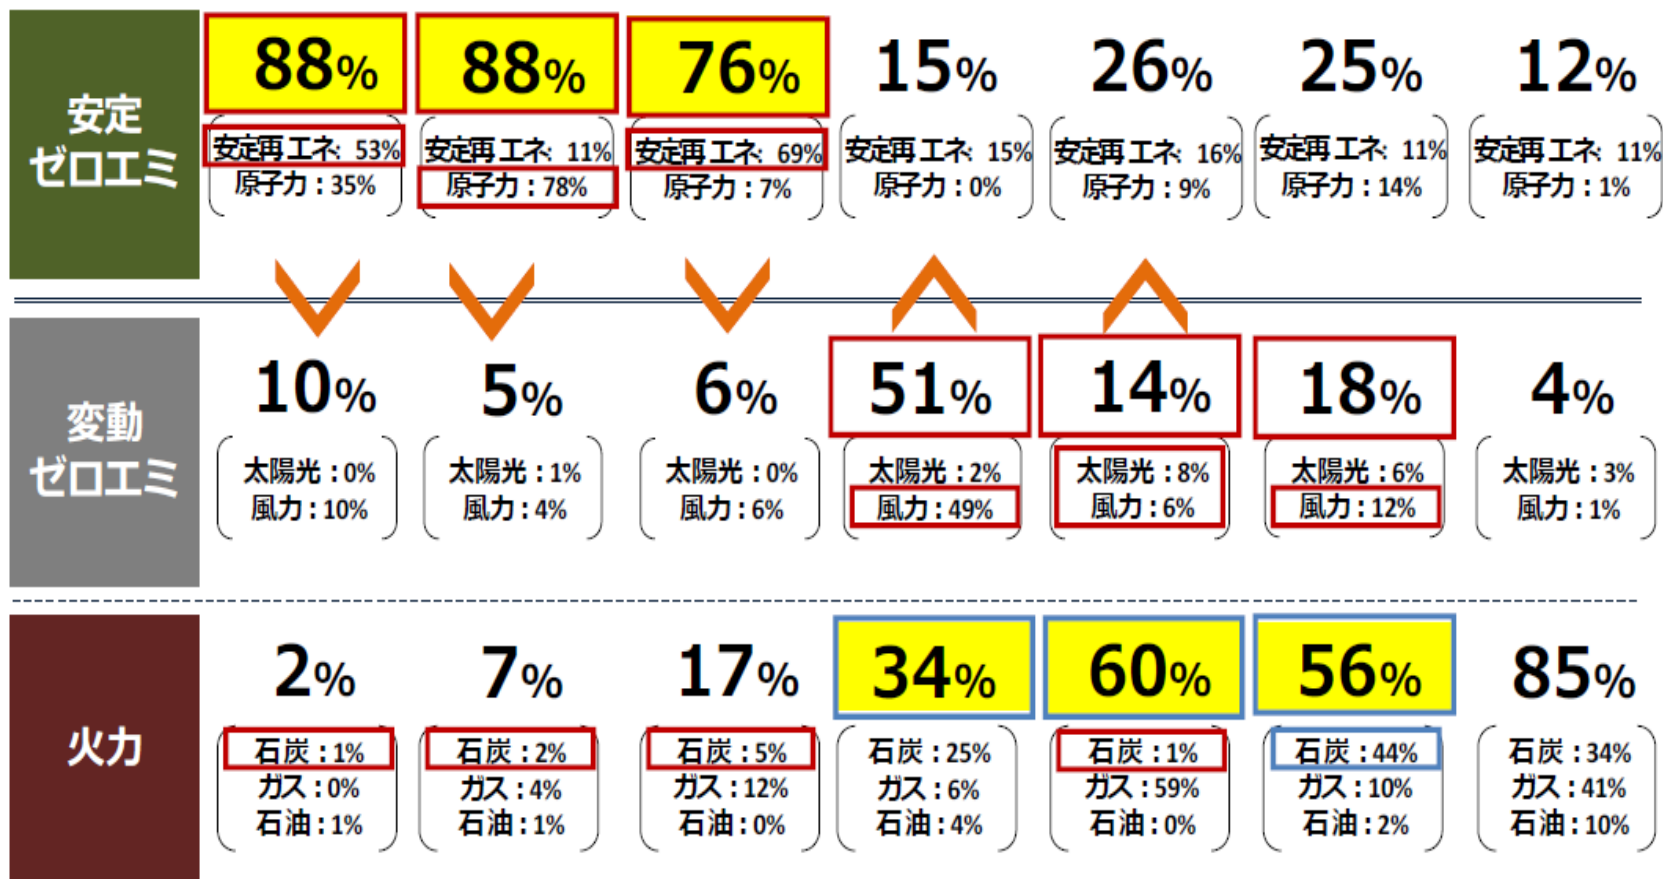 安定
ゼロエミ
88% 88% 76% 15% 26% 25% 12%
安定再エネ: 53% 安定再エネ: 11% 安定再エネ: 69% 安定再エネ: 15% 安定再エネ: 16% 安定再エネ: 11% 安定再エネ: 11%
原子力:35% 原子力:78% 原子力:7% 原子力:0% 原子力:9% 原子力:14% 原子力:1%
変動
ゼロエミ
10% 5% 6% 51% 14% 18% 4%
太陽光:0% 太陽光:1% 太陽光:0% 太陽光:2% 太陽光:8% 太陽光:6% 太陽光:3%
風力:10% 風力:4% 風力:6% 風力:49% 風力:6% 風力:12% 風力:1%
火力
2% 7% 17% 34% 60% 56% 85%
石炭:1% 石炭:2% 石炭:5% 石炭:25% 石炭:1% 石炭:44% 石炭:34%
ガス:0% ガス:4% ガス:12% ガス:6% ガス:59% ガス:10% ガス:41%
石油:1% 石油:1% 石油:0% 石油:4% 石油:0% 石油:2% 石油:10%